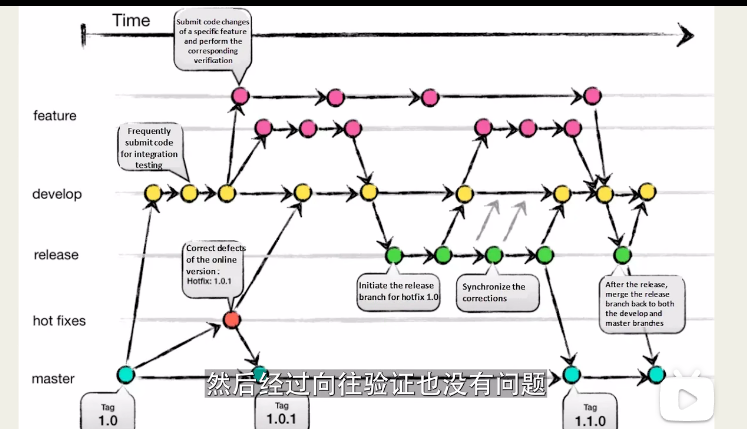 Time
Submit code changes
of a specific feature
and perform the
corresponding
verification
feature
Frequently
submit code
for integration
testing
develop
Correct defects
of the online
version :
Hotfix: 1.0.1
release
Initiate the release
branch for hotfix 1.0
Synchronize the
corrections
After the release,
merge the release
branch back to both
the develop and
master branches
hot fixes
master
然后经过向往验证也没有问题
Tag
1.0
Tag
1.0.1
Tag
1.1.0